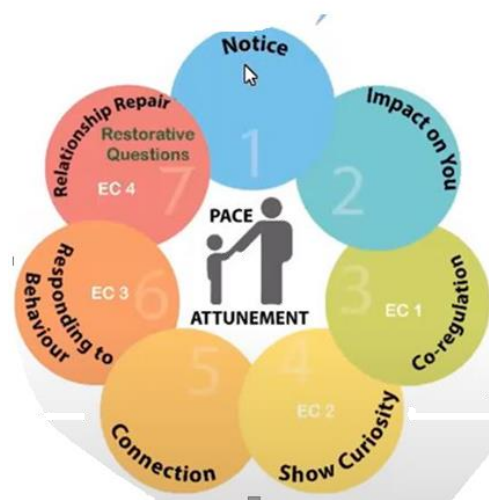 Notice
1
Impact on You
2
3
EC 1
Co-regulation
4
EC 2
Show Curiosity
5
Connection
Responding to
Behaviour
EC 3
6
Relationship Repair
Restorative
Questions
EC 4
7
PACE
ATTUNEMENT